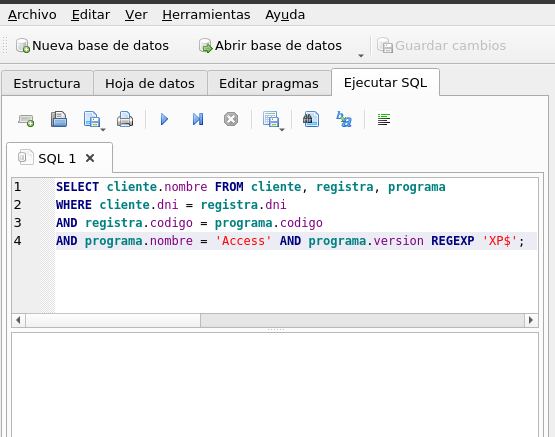 Archivo Editar Ver Herramientas Ayuda
Nueva base de datos Abrir base de datos Guardar cambios
Estructura Hoja de datos Editar pragmas Ejecutar SQL
SQL 1
1 SELECT cliente.nombre FROM cliente, registra, programa
2 WHERE cliente.dni = registra.dni
3 AND registra.codigo = programa.codigo
4 AND programa.nombre = 'Access' AND programa.version REGEXP 'XP$';